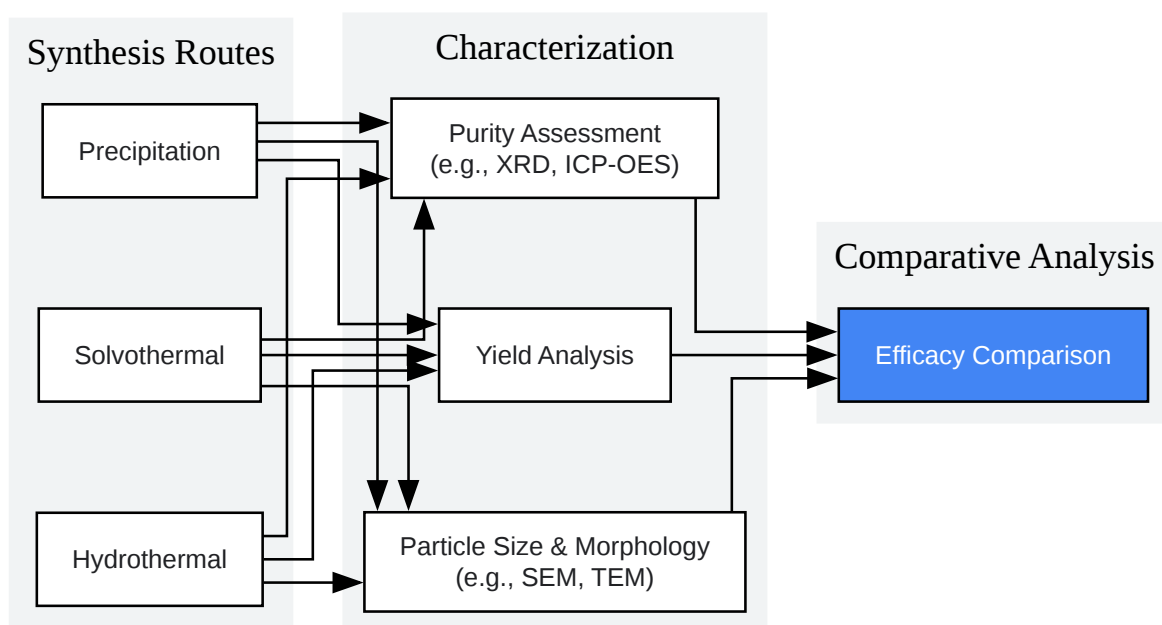 Synthesis Routes
Precipitation
Solvothermal
Hydrothermal
Characterization
Purity Assessment
(e.g., XRD, ICP-OES)
Yield Analysis
Particle Size & Morphology
(e.g., SEM, TEM)
Comparative Analysis
Efficacy Comparison